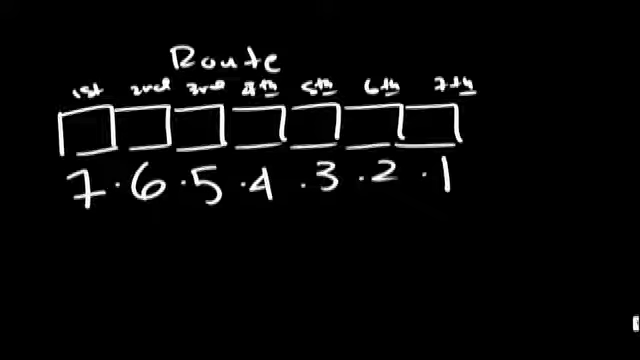 Route
1st 2nd 3rd 4th 5th 6th 7th
7 · 6 · 5 · 4 · 3 · 2 · 1